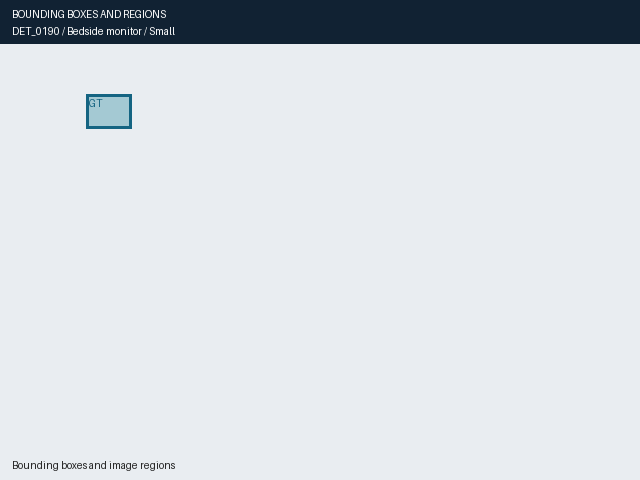 BOUNDING BOXES AND REGIONS
DET_0190 / Bedside monitor / Small
GT
Bounding boxes and image regions